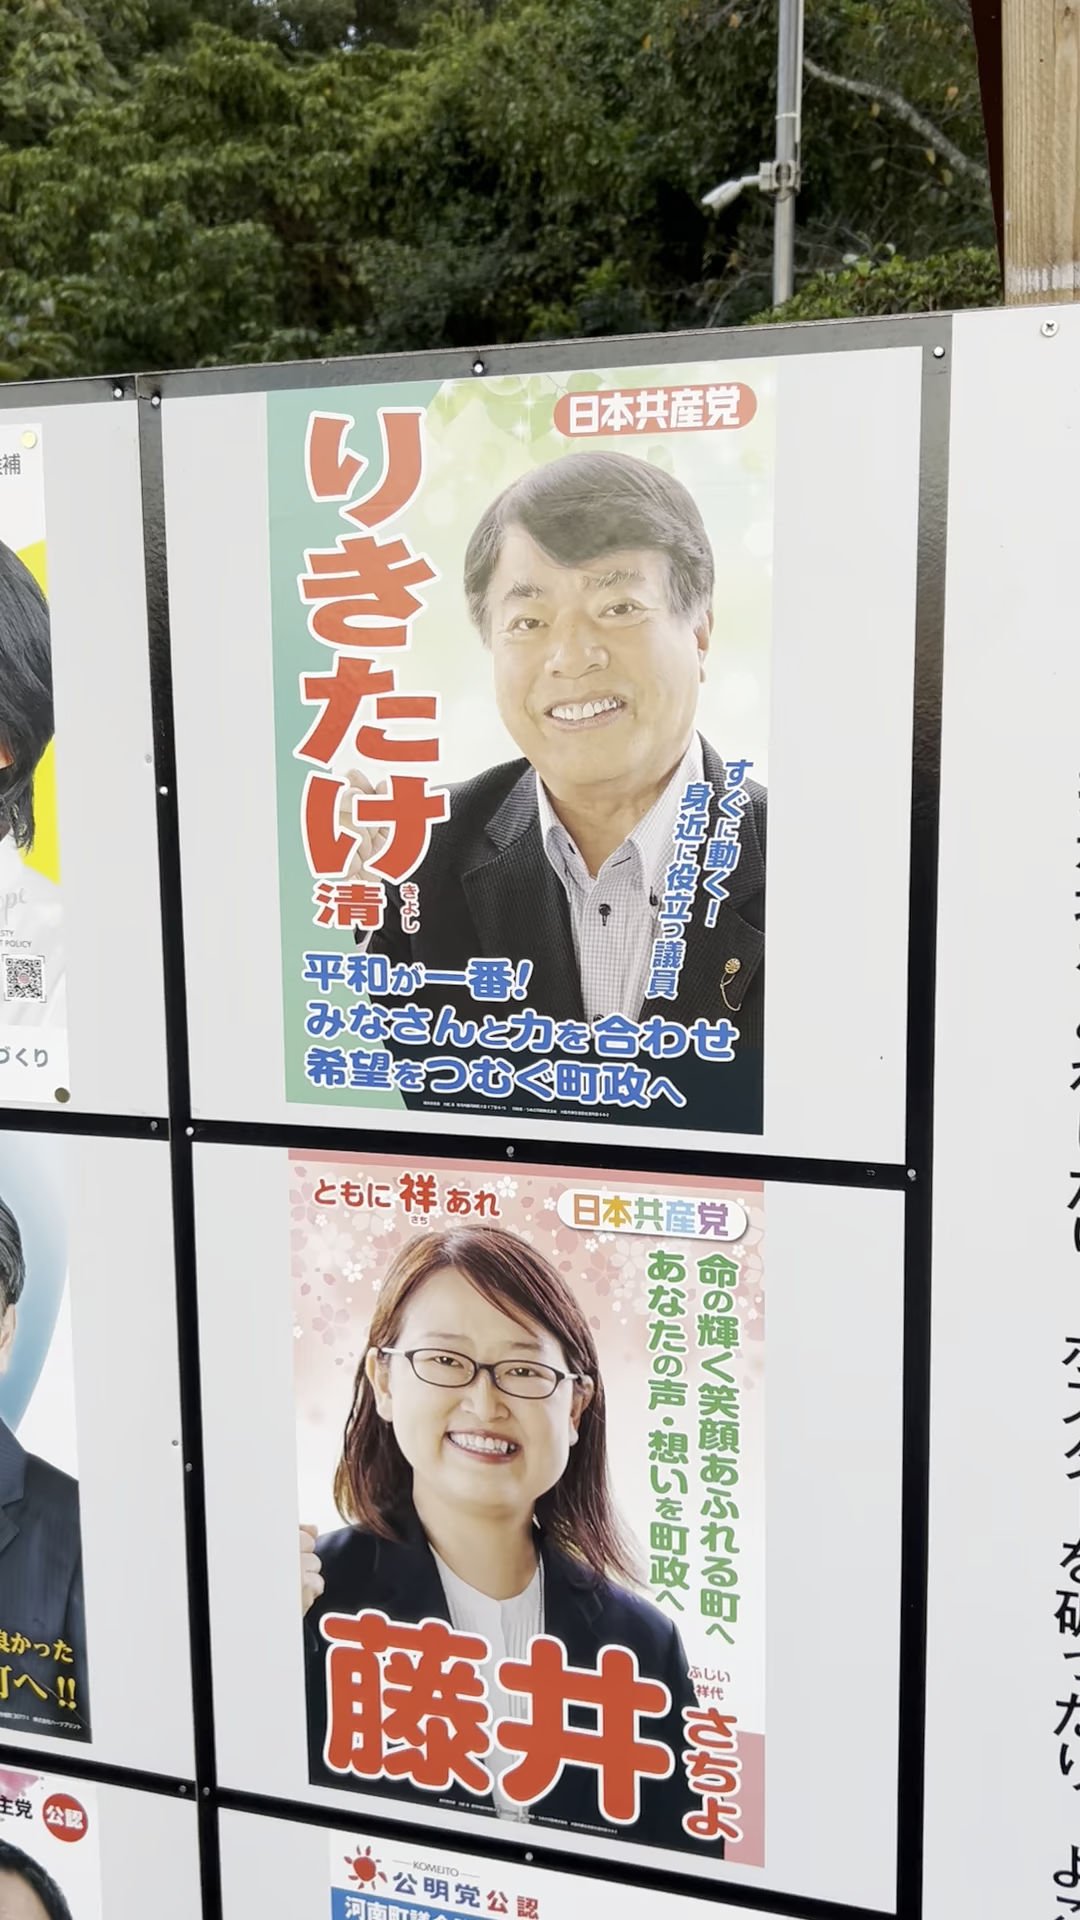 日本共産党
りきたけ
清
きよし
すぐに動く!
身近に役立つ議員
平和が一番!
みなさんと力を合わせ
希望をつむぐ町政へ
ともに祥あれ
さち
日本共産党
命の輝く笑顔あふれる町へ
あなたの声・想いを町政へ
藤井
ふじい
祥代
さちよ
KOMEITO
公明党公認
河南町議会
補
POLICY
づくり
良かった
町へ!!
主党
公認